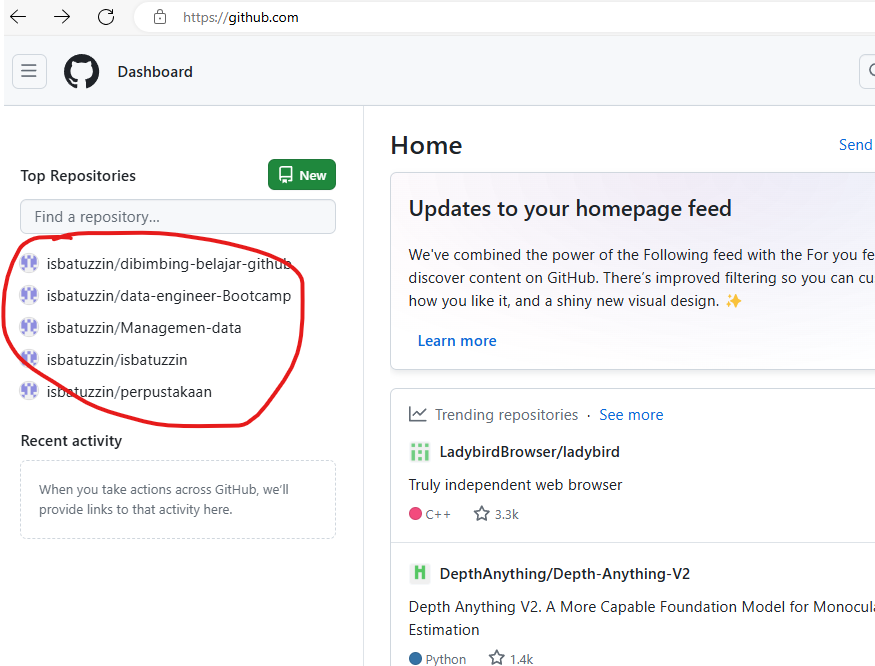 https://github.com
Dashboard
Top Repositories
New
Find a repository...
isbatuzzin/dibimbing-belajar-github
isbatuzzin/data-engineer-Bootcamp
isbatuzzin/Managemen-data
isbatuzzin/isbatuzzin
isbatuzzin/perpustakaan
Recent activity
When you take actions across GitHub, we'll
provide links to that activity here.
Home
Send
Updates to your homepage feed
We've combined the power of the Following feed with the For you fe
discover content on GitHub. There's improved filtering so you can cu
how you like it, and a shiny new visual design. ✨
Learn more
Trending repositories · See more
LadybirdBrowser/ladybird
Truly independent web browser
C++ 3.3k
H DepthAnything/Depth-Anything-V2
Depth Anything V2. A More Capable Foundation Model for Monocula
Estimation
Python 1.4k